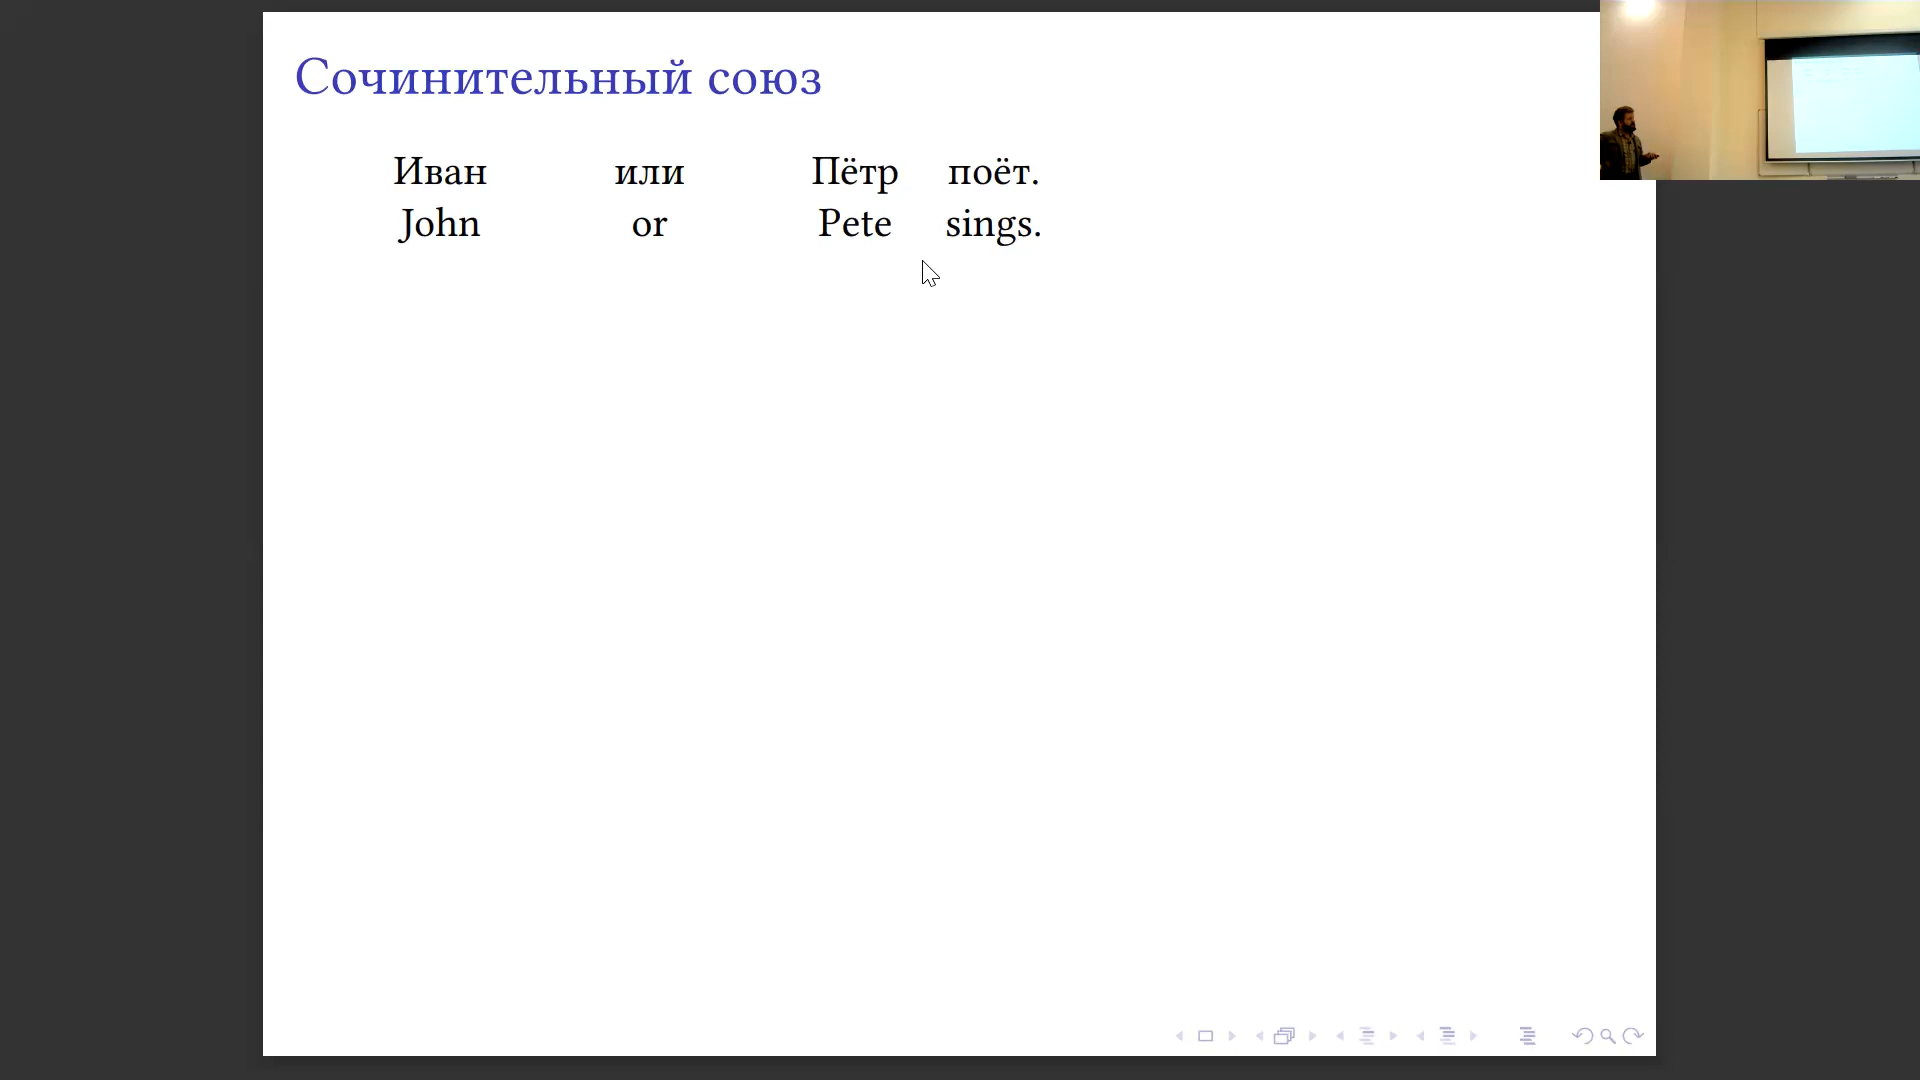 Сочинительный союз
Иван или Пётр поёт.
John or Pete sings.